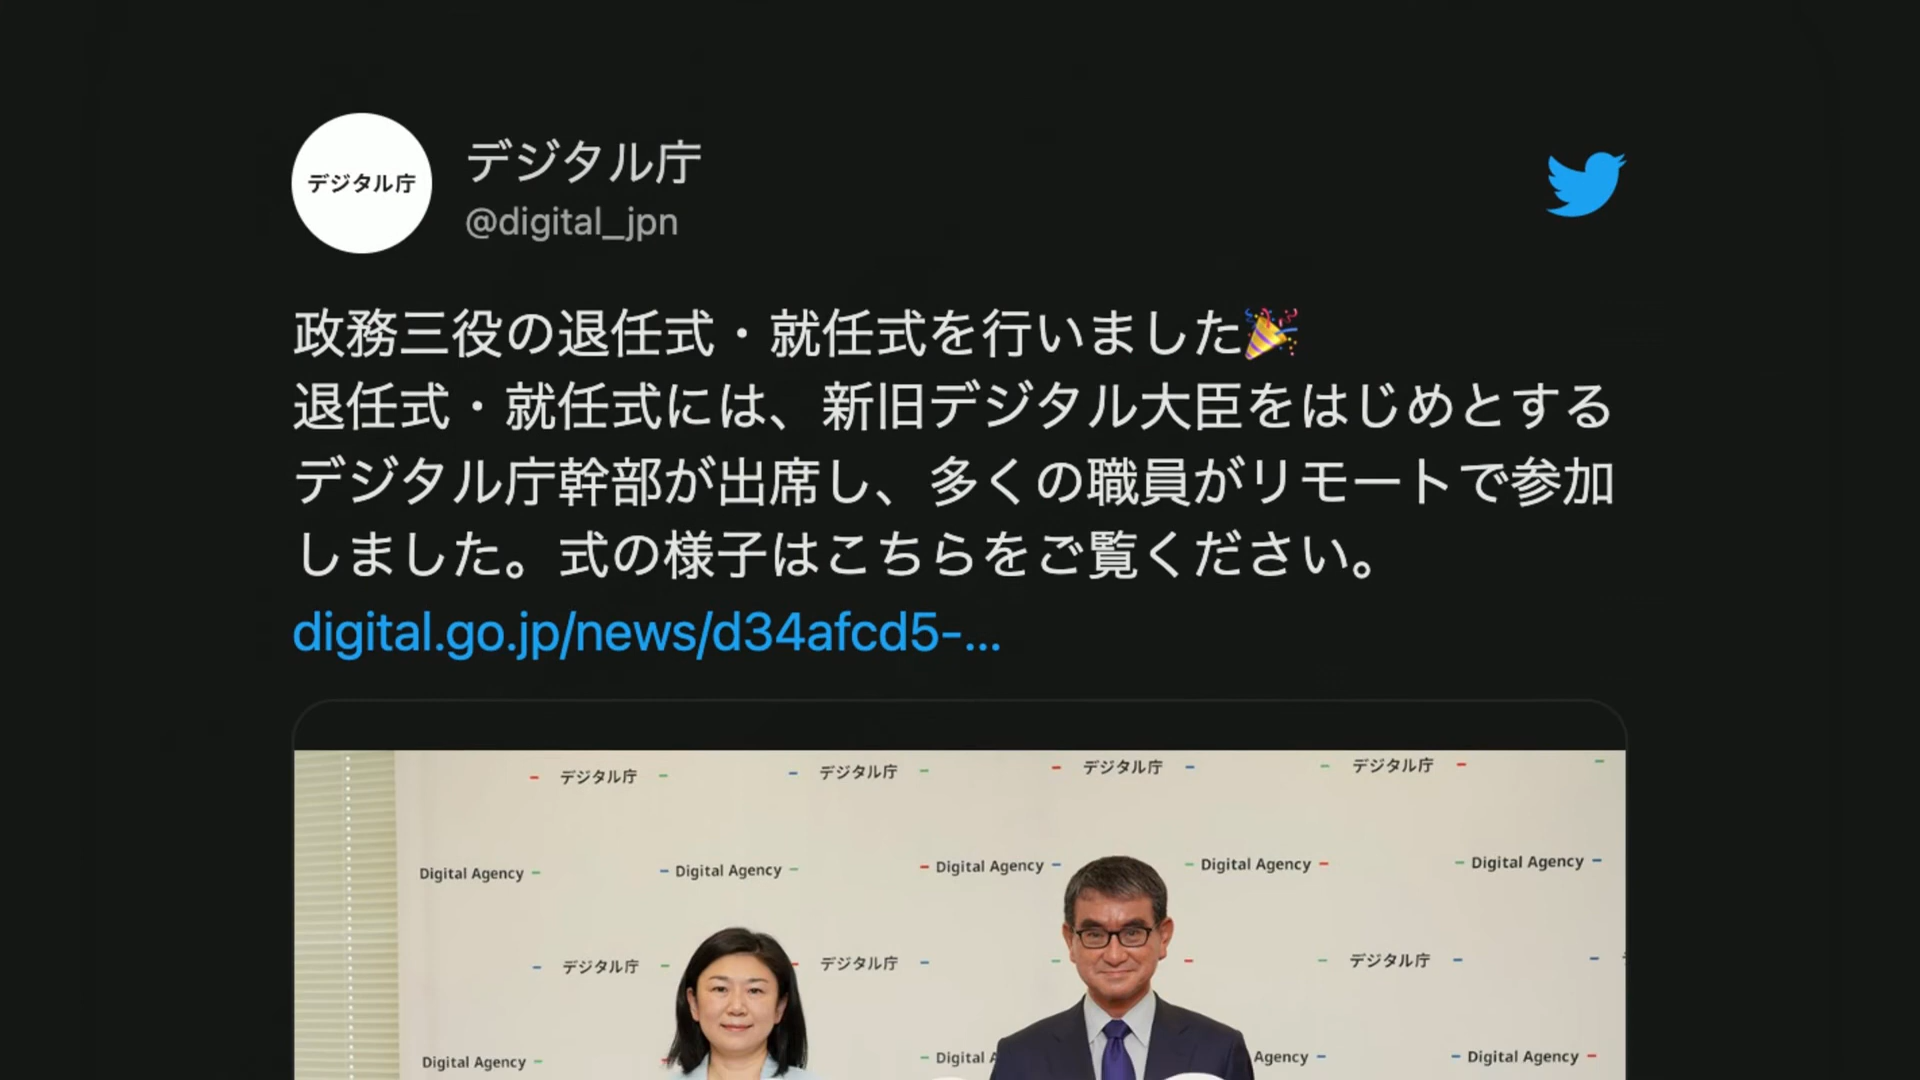 デジタル庁
デジタル庁
@digital_jpn
政務三役の退任式・就任式を行いました🎉
退任式・就任式には、新旧デジタル大臣をはじめとする
デジタル庁幹部が出席し、多くの職員がリモートで参加
しました。式の様子はこちらをご覧ください。
digital.go.jp/news/d34afcd5-...
デジタル庁 デジタル庁 デジタル庁 デジタル庁
Digital Agency Digital Agency Digital Agency Digital Agency Digital Agency
デジタル庁 デジタル庁 デジタル庁
Digital Agency Digital Agency Digital Agency